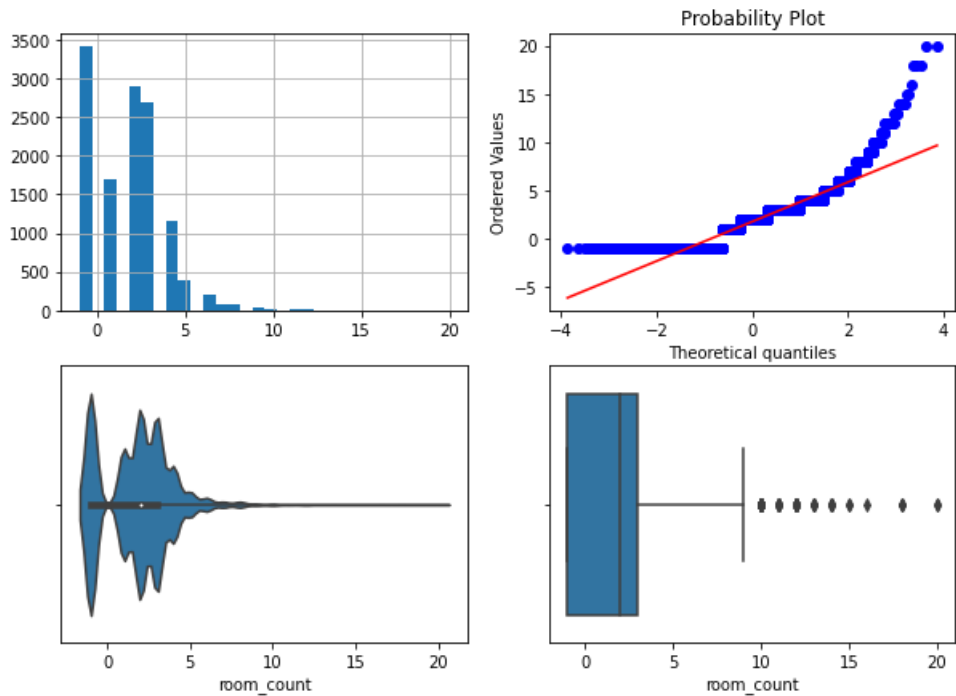 3500
3000
2500
2000
1500
1000
500
0
0 5 10 15 20
Probability Plot
Ordered Values
20
15
10
5
0
−5
−4 −2 0 2 4
Theoretical quantiles
0 5 10 15 20
room_count
0 5 10 15 20
room_count